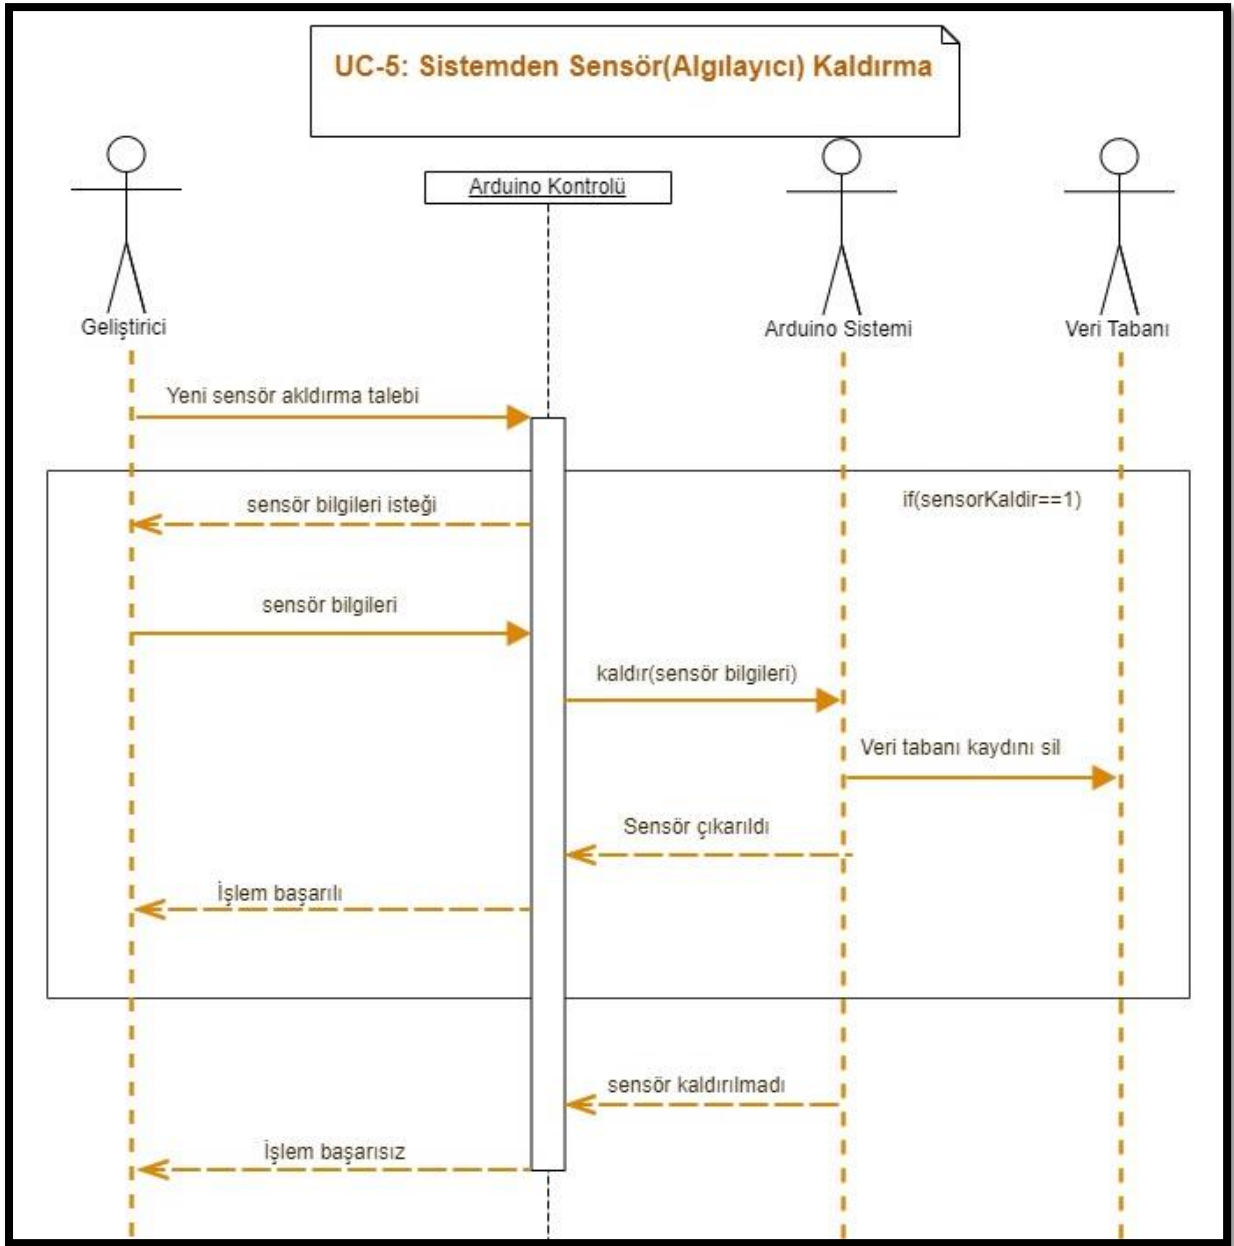 UC-5: Sistemden Sensör(Algılayıcı) Kaldırma
Arduino Kontrolü
Geliştirici
Arduino Sistemi
Veri Tabanı
Yeni sensör akldırma talebi
if(sensorKaldir==1)
sensör bilgileri isteği
sensör bilgileri
kaldır(sensör bilgileri)
Veri tabanı kaydını sil
Sensör çıkarıldı
İşlem başarılı
sensör kaldırılmadı
İşlem başarısız